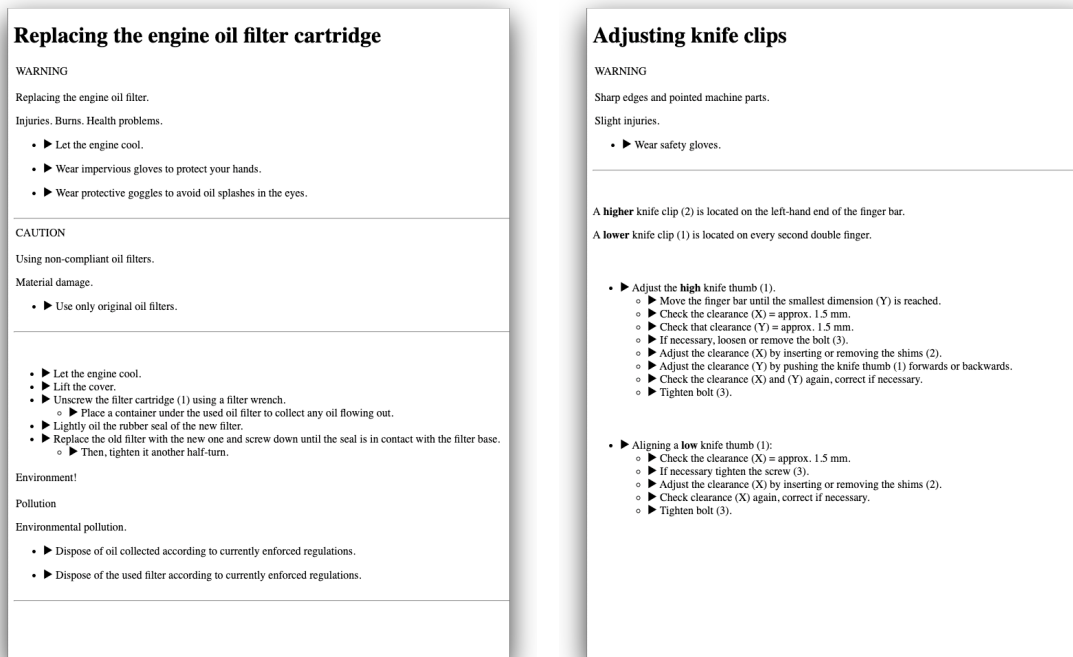 Replacing the engine oil filter cartridge
WARNING
Replacing the engine oil filter.
Injuries. Burns. Health problems.
• ▶ Let the engine cool.
• ▶ Wear impervious gloves to protect your hands.
• ▶ Wear protective goggles to avoid oil splashes in the eyes.
CAUTION
Using non-compliant oil filters.
Material damage.
• ▶ Use only original oil filters.
• ▶ Let the engine cool.
• ▶ Lift the cover.
• ▶ Unscrew the filter cartridge (1) using a filter wrench.
◦ ▶ Place a container under the used oil filter to collect any oil flowing out.
• ▶ Lightly oil the rubber seal of the new filter.
• ▶ Replace the old filter with the new one and screw down until the seal is in contact with the filter base.
◦ ▶ Then, tighten it another half-turn.
Environment!
Pollution
Environmental pollution.
• ▶ Dispose of oil collected according to currently enforced regulations.
• ▶ Dispose of the used filter according to currently enforced regulations.
Adjusting knife clips
WARNING
Sharp edges and pointed machine parts.
Slight injuries.
• ▶ Wear safety gloves.
A higher knife clip (2) is located on the left-hand end of the finger bar.
A lower knife clip (1) is located on every second double finger.
• ▶ Adjust the high knife thumb (1).
◦ ▶ Move the finger bar until the smallest dimension (Y) is reached.
◦ ▶ Check the clearance (X) = approx. 1.5 mm.
◦ ▶ Check that clearance (Y) = approx. 1.5 mm.
◦ ▶ If necessary, loosen or remove the bolt (3).
◦ ▶ Adjust the clearance (X) by inserting or removing the shims (2).
◦ ▶ Adjust the clearance (Y) by pushing the knife thumb (1) forwards or backwards.
◦ ▶ Check the clearance (X) and (Y) again, correct if necessary.
◦ ▶ Tighten bolt (3).
• ▶ Aligning a low knife thumb (1):
◦ ▶ Check the clearance (X) = approx. 1.5 mm.
◦ ▶ If necessary tighten the screw (3).
◦ ▶ Adjust the clearance (X) by inserting or removing the shims (2).
◦ ▶ Check clearance (X) again, correct if necessary.
◦ ▶ Tighten bolt (3).